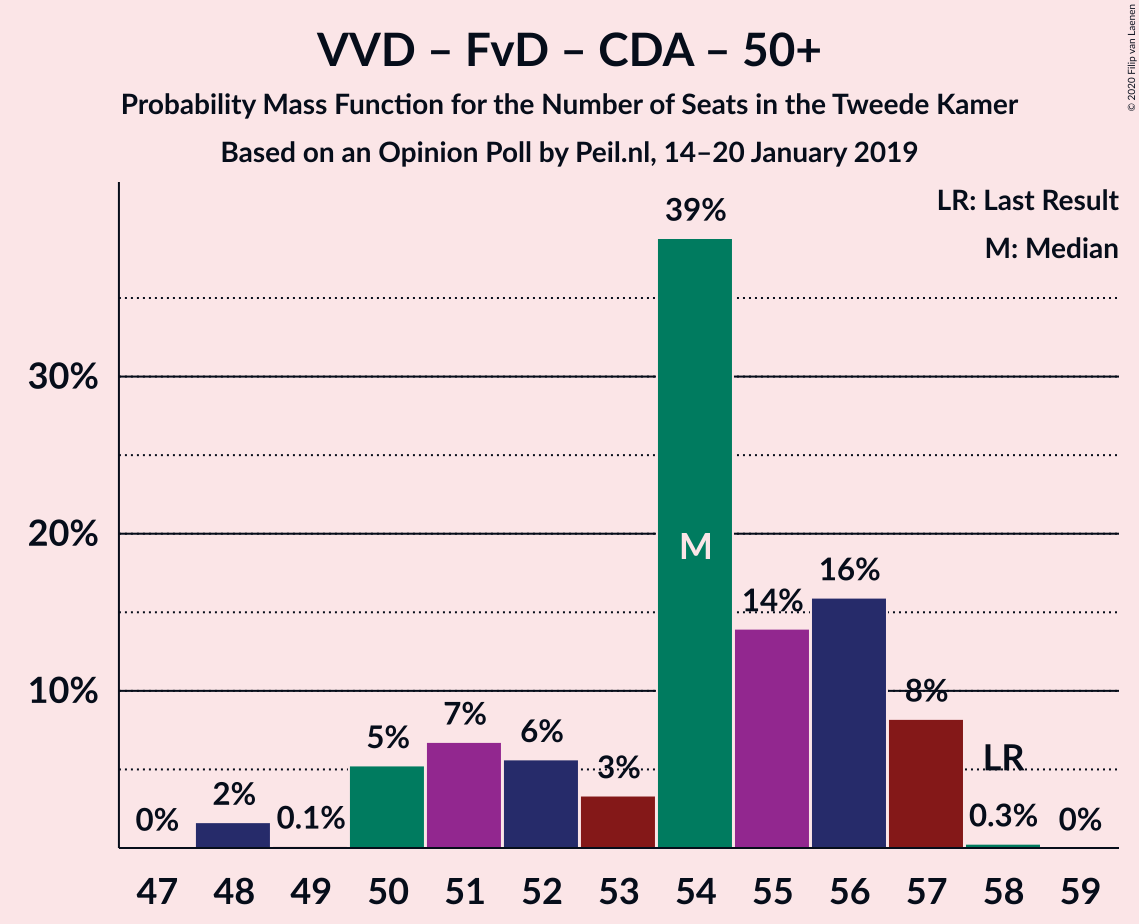 VVD – FvD – CDA – 50+
Probability Mass Function for the Number of Seats in the Tweede Kamer
Based on an Opinion Poll by Peil.nl, 14–20 January 2019
© 2020 Filip van Laenen
LR: Last Result
M: Median
39%
30%
20%
M
16%
14%
10%
8%
7%
6%
5%
LR
3%
2%
0%
0.1%
0.3%
0%
47 48 49 50 51 52 53 54 55 56 57 58 59